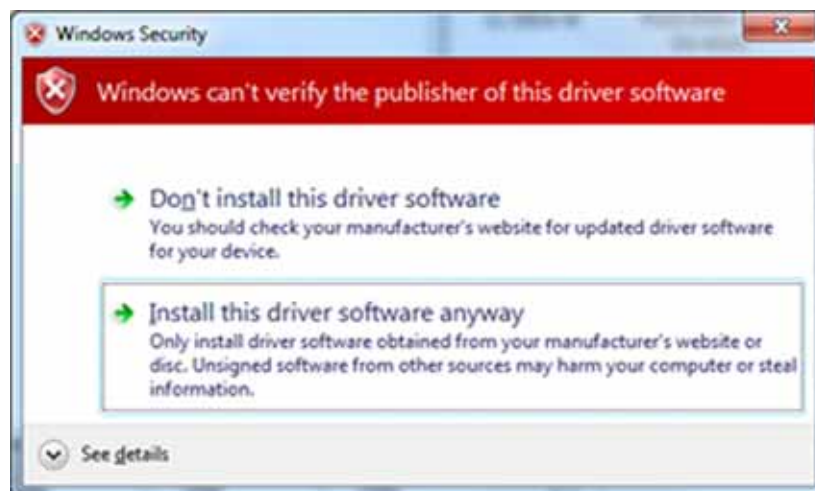 Windows Security
Windows can't verify the publisher of this driver software
Don't install this driver software
You should check your manufacturer's website for updated driver software
for your device.
Install this driver software anyway
Only install driver software obtained from your manufacturer's website or
disc. Unsigned software from other sources may harm your computer or steal
information.
See details